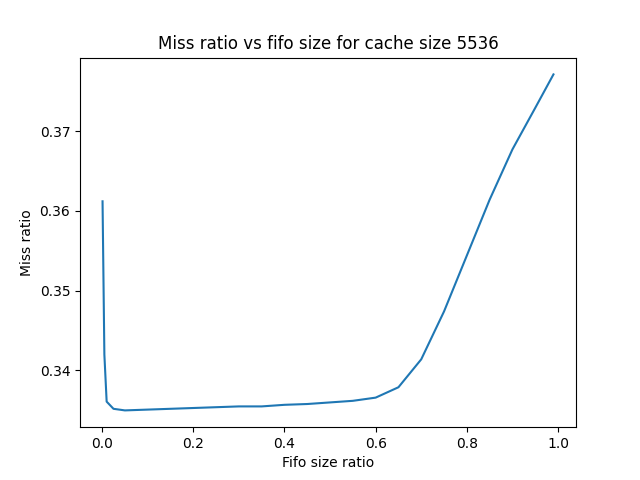 Miss ratio vs fifo size for cache size 5536
0.37
0.36
0.35
0.34
Miss ratio
0.0 0.2 0.4 0.6 0.8 1.0
Fifo size ratio